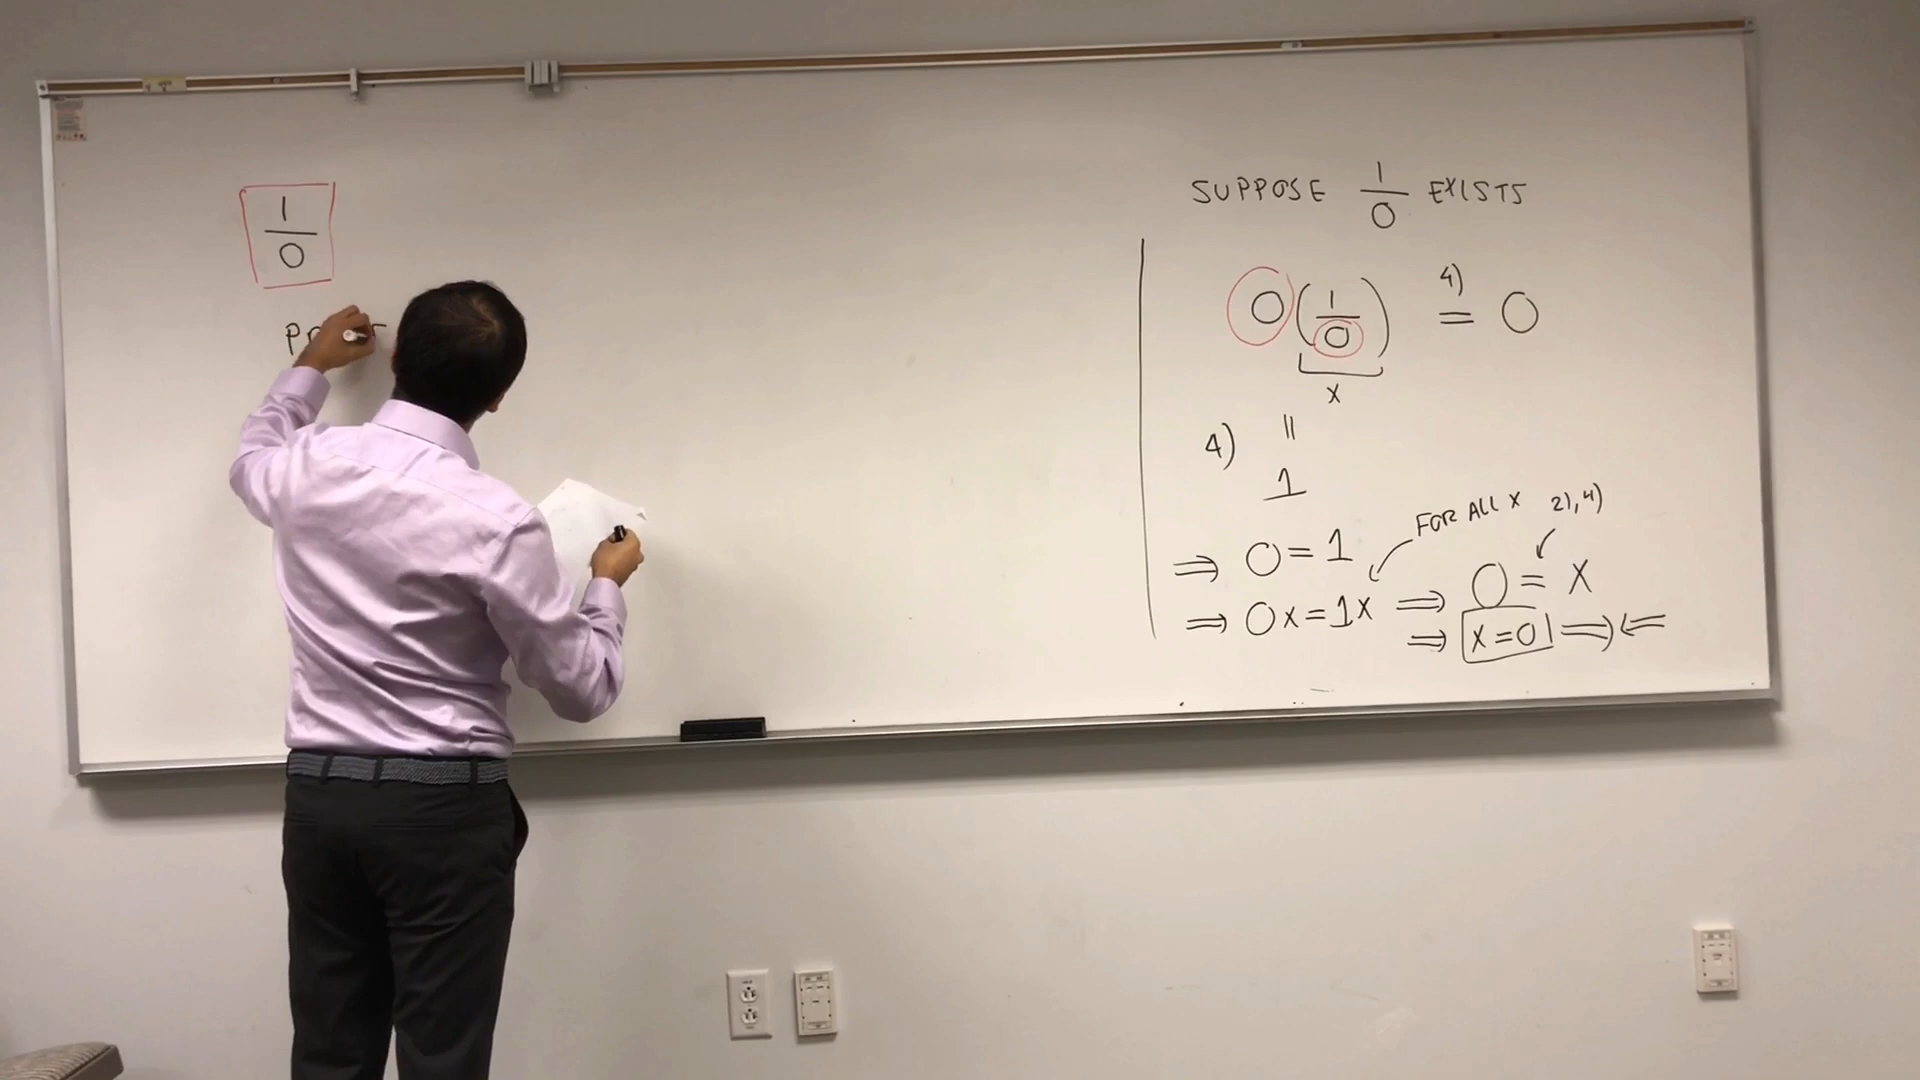 1
0
SUPPOSE 1/0 EXISTS
0(1/0) 4) = 0
x
4) =
1
FOR ALL X 2), 4)
⇒ 0 = 1
⇒ 0x = 1x ⇒ 0 = X
⇒ x = 0 ⇒⇐